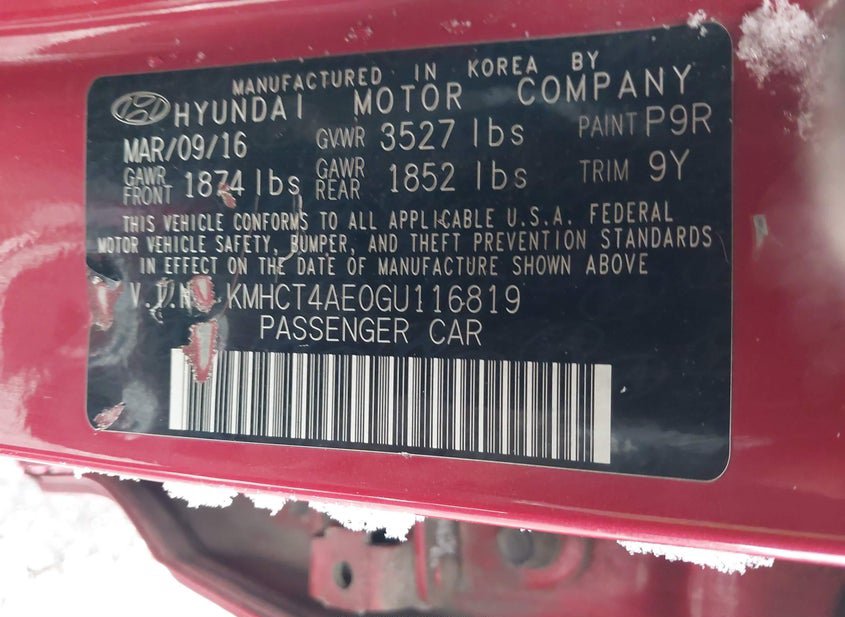 MANUFACTURED IN KOREA BY
HYUNDAI MOTOR COMPANY
MAR/09/16 GVWR 3527 lbs PAINT P9R
GAWR FRONT 1874 lbs GAWR REAR 1852 lbs TRIM 9Y
THIS VEHICLE CONFORMS TO ALL APPLICABLE U.S.A. FEDERAL
MOTOR VEHICLE SAFETY, BUMPER, AND THEFT PREVENTION STANDARDS
IN EFFECT ON THE DATE OF MANUFACTURE SHOWN ABOVE
V.I.N KMHCT4AE0GU116819
PASSENGER CAR